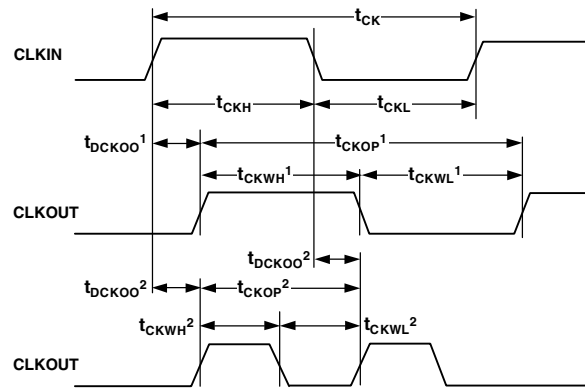 tCK
CLKIN
tCKH
tCKL
tDCKOO1
tCKOP1
tCKWH1
tCKWL1
CLKOUT
tDCKOO2
tDCKOO2
tCKOP2
tCKWH2
tCKWL2
CLKOUT